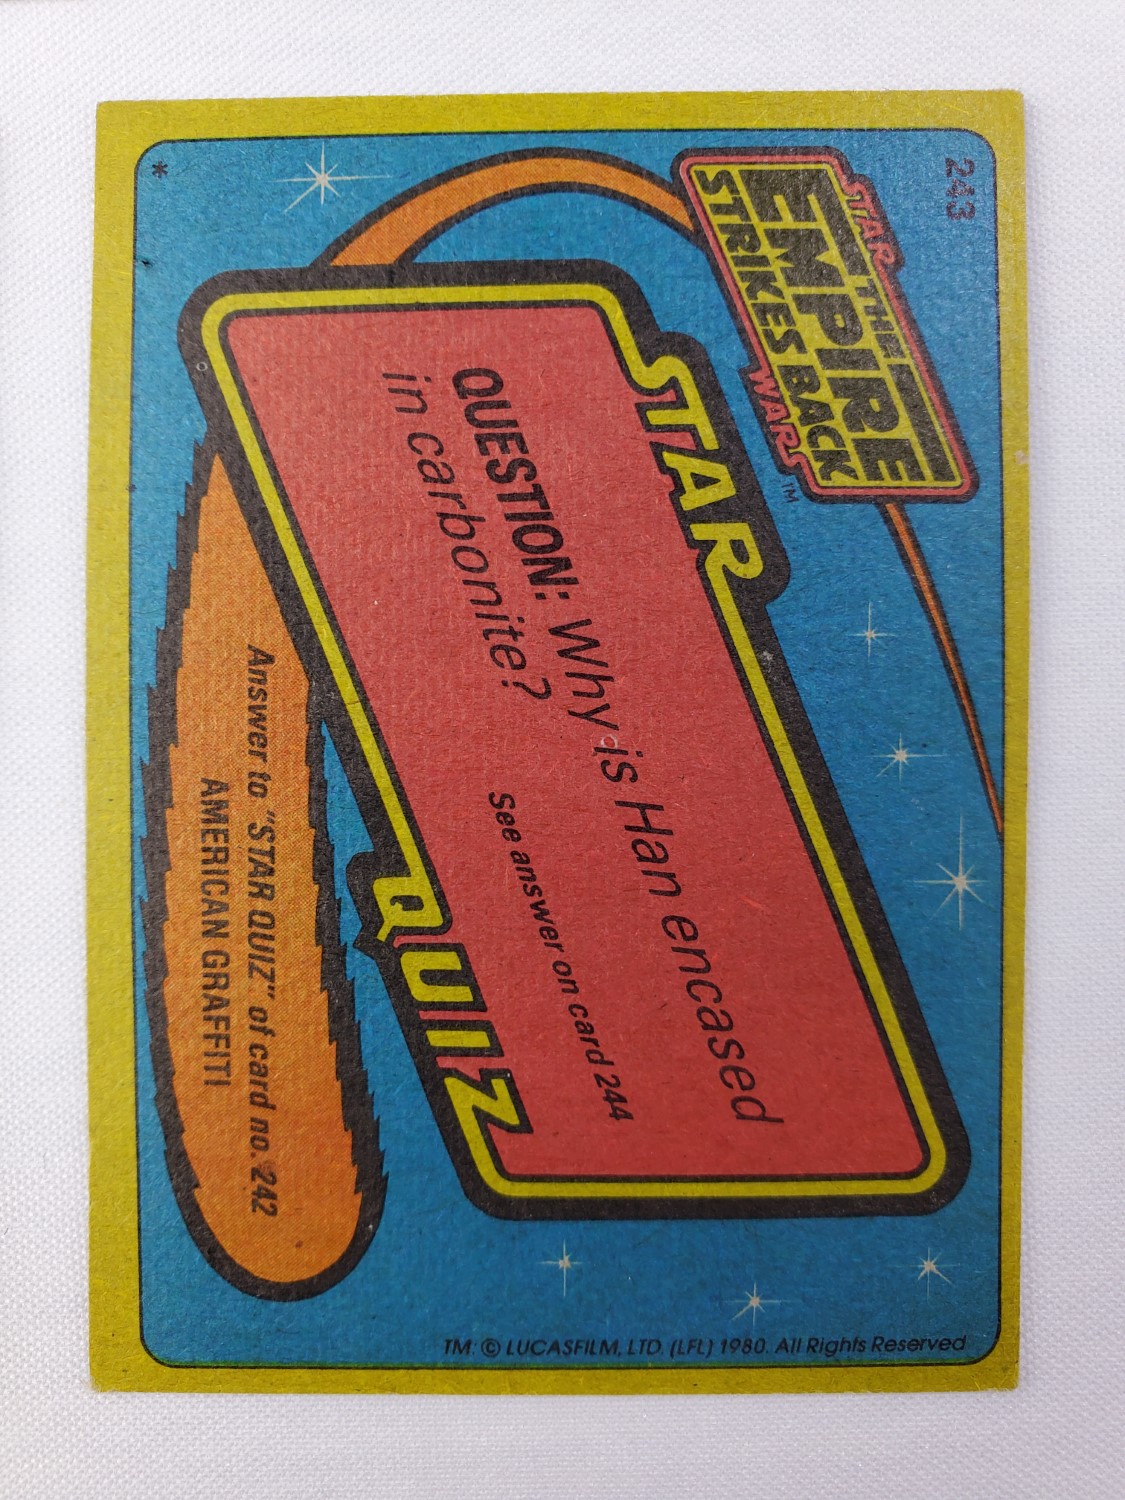 243
STAR
THE
EMPIRE
STRIKES BACK
WARS
TM
STAR
QUESTION: Why is Han encased
in carbonite?
See answer on card 244
QUIZ
Answer to "STAR QUIZ" of card no. 242
AMERICAN GRAFFITI
*
TM: © LUCASFILM, LTD. (LFL) 1980. All Rights Reserved